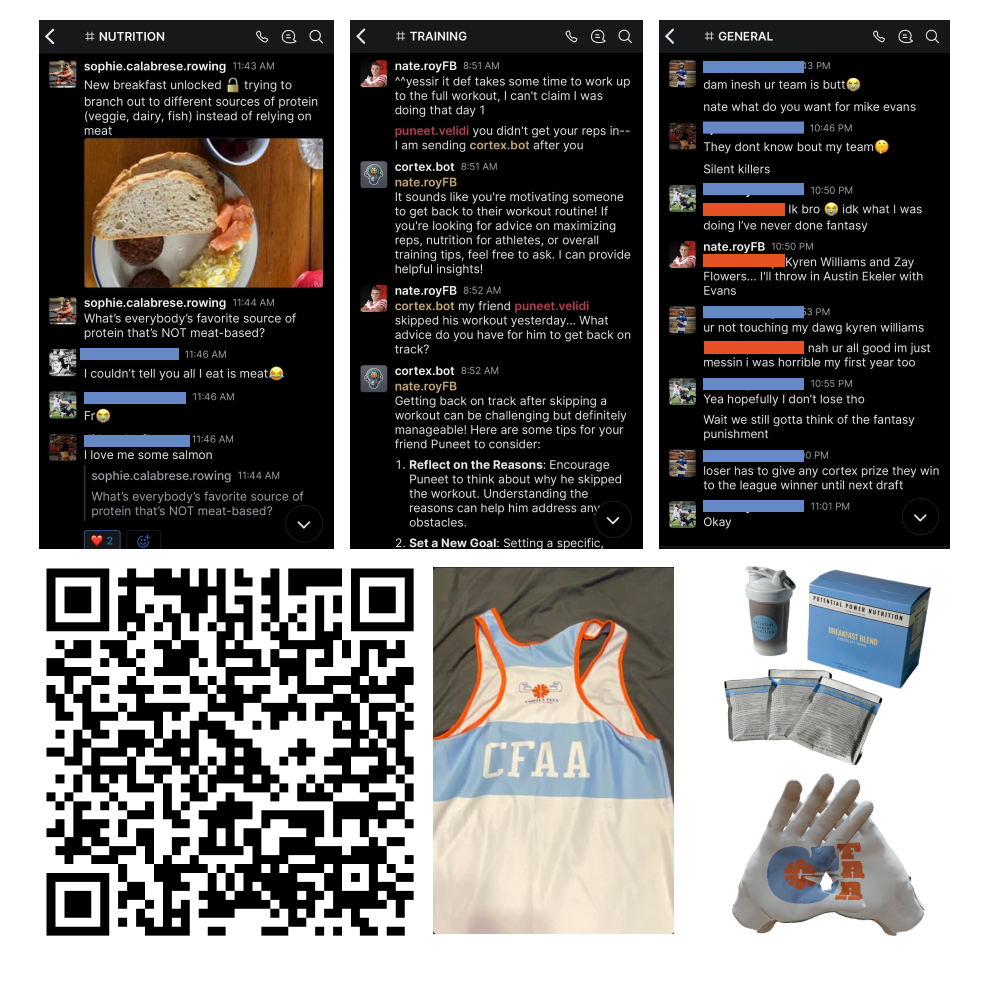 # NUTRITION
sophie.calabrese.rowing 11:43 AM
New breakfast unlocked 🔓 trying to
branch out to different sources of protein
(veggie, dairy, fish) instead of relying on
meat
sophie.calabrese.rowing 11:44 AM
What's everybody's favorite source of
protein that's NOT meat-based?
11:46 AM
I couldn't tell you all I eat is meat😂
11:46 AM
Fr😭
11:46 AM
I love me some salmon
sophie.calabrese.rowing 11:44 AM
What's everybody's favorite source of
protein that's NOT meat-based?
❤️ 2
# TRAINING
nate.royFB 8:51 AM
^^yessir it def takes some time to work up
to the full workout, I can't claim I was
doing that day 1
puneet.velidi you didn't get your reps in--
I am sending cortex.bot after you
cortex.bot 8:51 AM
nate.royFB
It sounds like you're motivating someone
to get back to their workout routine! If
you're looking for advice on maximizing
reps, nutrition for athletes, or overall
training tips, feel free to ask. I can provide
helpful insights!
nate.royFB 8:52 AM
cortex.bot my friend puneet.velidi
skipped his workout yesterday... What
advice do you have for him to get back on
track?
cortex.bot 8:52 AM
nate.royFB
Getting back on track after skipping a
workout can be challenging but definitely
manageable! Here are some tips for your
friend Puneet to consider:
1. Reflect on the Reasons: Encourage
Puneet to think about why he skipped
the workout. Understanding the
reasons can help him address any
obstacles.
2. Set a New Goal: Setting a specific,
# GENERAL
3 PM
dam inesh ur team is butt😭
nate what do you want for mike evans
10:46 PM
They dont know bout my team🤫
Silent killers
10:50 PM
Ik bro 😭 idk what I was
doing I've never done fantasy
nate.royFB 10:50 PM
Kyren Williams and Zay
Flowers... I'll throw in Austin Ekeler with
Evans
53 PM
ur not touching my dawg kyren williams
nah ur all good im just
messin i was horrible my first year too
10:55 PM
Yea hopefully I don't lose tho
Wait we still gotta think of the fantasy
punishment
0 PM
loser has to give any cortex prize they win
to the league winner until next draft
11:01 PM
Okay
CFAA
POTENTIAL POWER NUTRITION
BREAKFAST BLEND